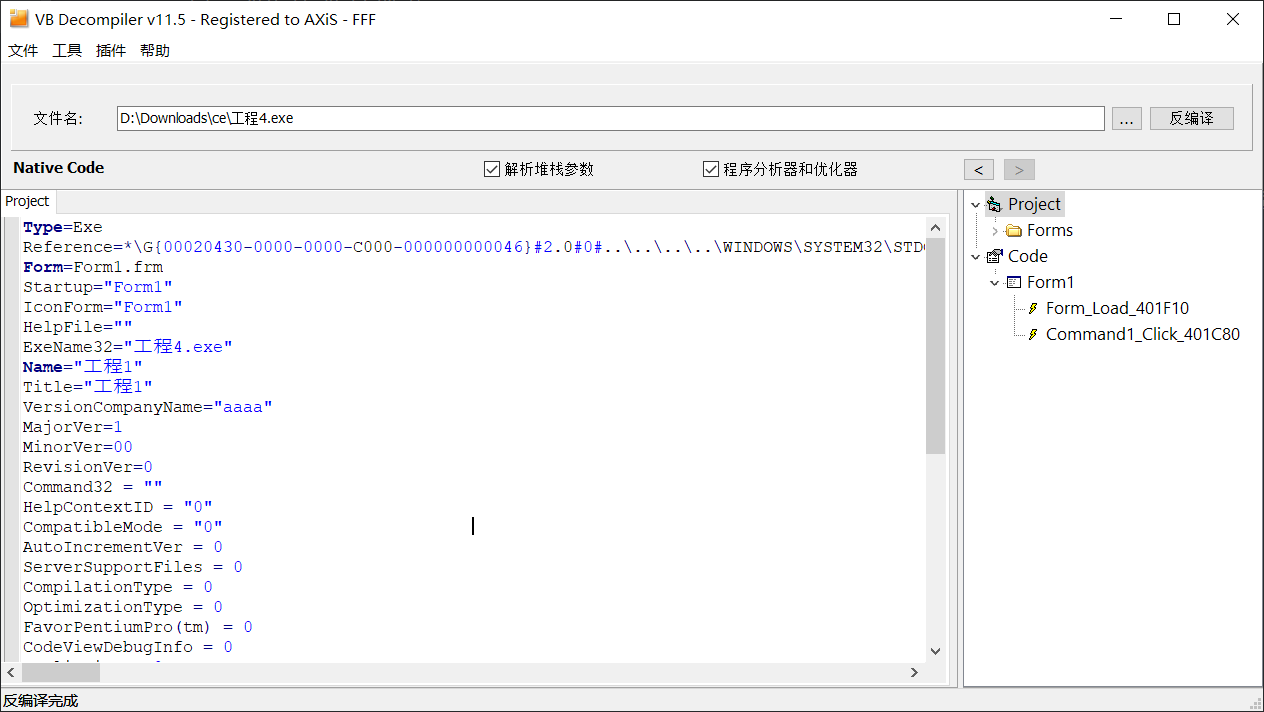 VB Decompiler v11.5 - Registered to AXiS - FFF
文件 工具 插件 帮助
文件名: D:\Downloads\ce\工程4.exe ... 反编译
Native Code 解析堆栈参数 程序分析器和优化器 < >
Project
Type=Exe
Reference=*\G{00020430-0000-0000-C000-000000000046}#2.0#0#..\..\..\..\WINDOWS\SYSTEM32\STD
Form=Form1.frm
Startup="Form1"
IconForm="Form1"
HelpFile=""
ExeName32="工程4.exe"
Name="工程1"
Title="工程1"
VersionCompanyName="aaaa"
MajorVer=1
MinorVer=00
RevisionVer=0
Command32 = ""
HelpContextID = "0"
CompatibleMode = "0"
AutoIncrementVer = 0
ServerSupportFiles = 0
CompilationType = 0
OptimizationType = 0
FavorPentiumPro(tm) = 0
CodeViewDebugInfo = 0
Project
Forms
Code
Form1
Form_Load_401F10
Command1_Click_401C80
反编译完成